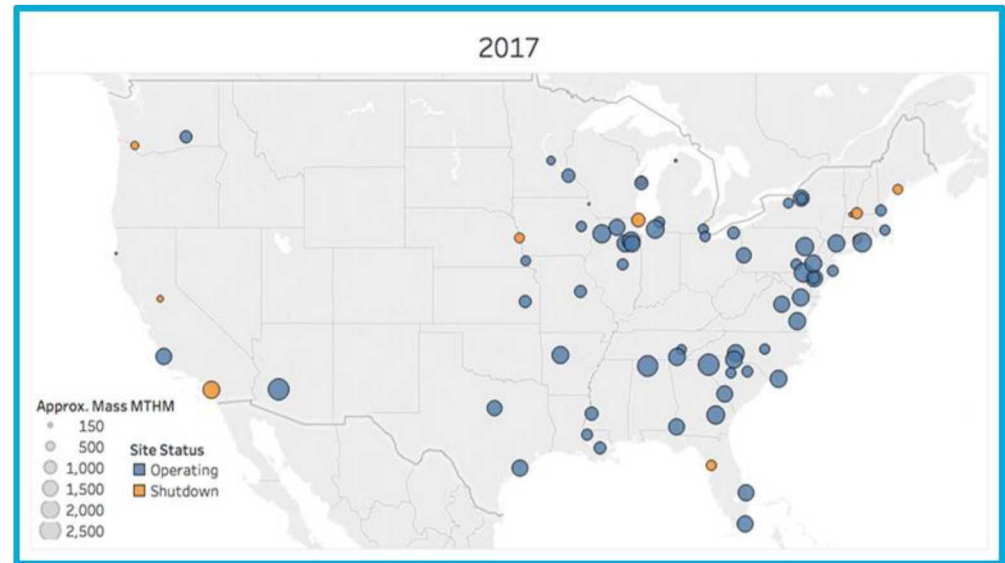 2017
Approx. Mass MTHM
150
500
1,000
1,500
2,000
2,500
Site Status
Operating
Shutdown